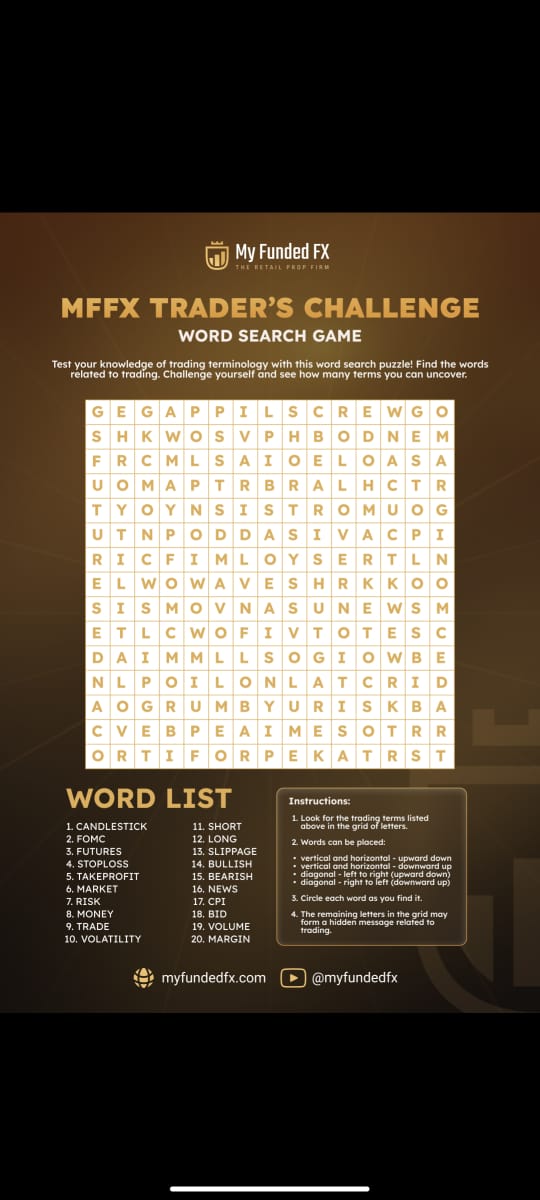 My Funded FX
THE RETAIL PROP FIRM
MFFX TRADER'S CHALLENGE
WORD SEARCH GAME
Test your knowledge of trading terminology with this word search puzzle! Find the words
related to trading. Challenge yourself and see how many terms you can uncover.
G E G A P P I L S C R E W G O
S H K W O S V P H B O D N E M
F R C M L S A I O E L O A S A
U O M A P T R B R A L H C T R
T Y O Y N S I S T R O M U O G
U T N P O D D A S I V A C P I
R I C F I M L O Y S E R T L N
E L W O W A V E S H R K K O O
S I S M O V N A S U N E W S M
E T L C W O F I V T O T E S C
D A I M M L L S O G I O W B E
N L P O I L O N L A T C R I D
A O G R U M B Y U R I S K B A
C V E B P E A I M E S O T R R
O R T I F O R P E K A T R S T
WORD LIST
1. CANDLESTICK
2. FOMC
3. FUTURES
4. STOPLOSS
5. TAKEPROFIT
6. MARKET
7. RISK
8. MONEY
9. TRADE
10. VOLATILITY
11. SHORT
12. LONG
13. SLIPPAGE
14. BULLISH
15. BEARISH
16. NEWS
17. CPI
18. BID
19. VOLUME
20. MARGIN
Instructions:
1. Look for the trading terms listed
above in the grid of letters.
2. Words can be placed:
• vertical and horizontal - upward down
• vertical and horizontal - downward up
• diagonal - left to right (upward down)
• diagonal - right to left (downward up)
3. Circle each word as you find it.
4. The remaining letters in the grid may
form a hidden message related to
trading.
myfundedfx.com
@myfundedfx